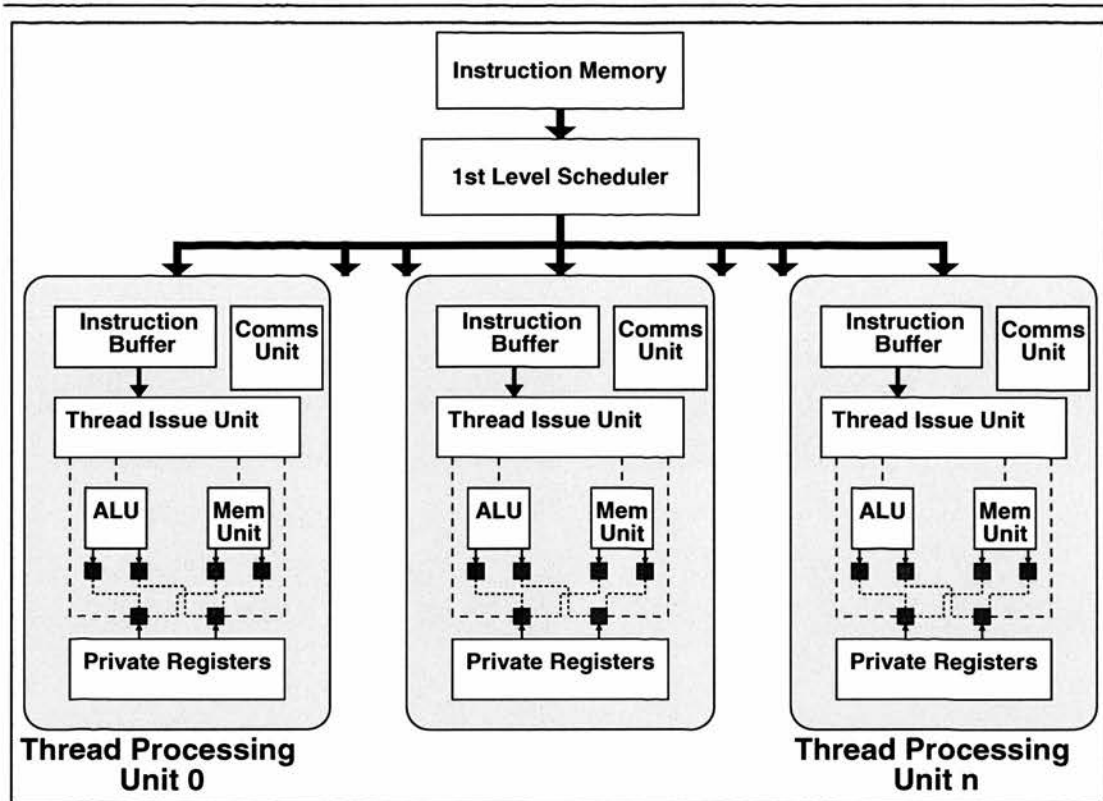 Instruction Memory
1st Level Scheduler
Instruction
Buffer
Comms
Unit
Thread Issue Unit
ALU
Mem
Unit
Private Registers
Thread Processing
Unit 0
Instruction
Buffer
Comms
Unit
Thread Issue Unit
ALU
Mem
Unit
Private Registers
Instruction
Buffer
Comms
Unit
Thread Issue Unit
ALU
Mem
Unit
Private Registers
Thread Processing
Unit n